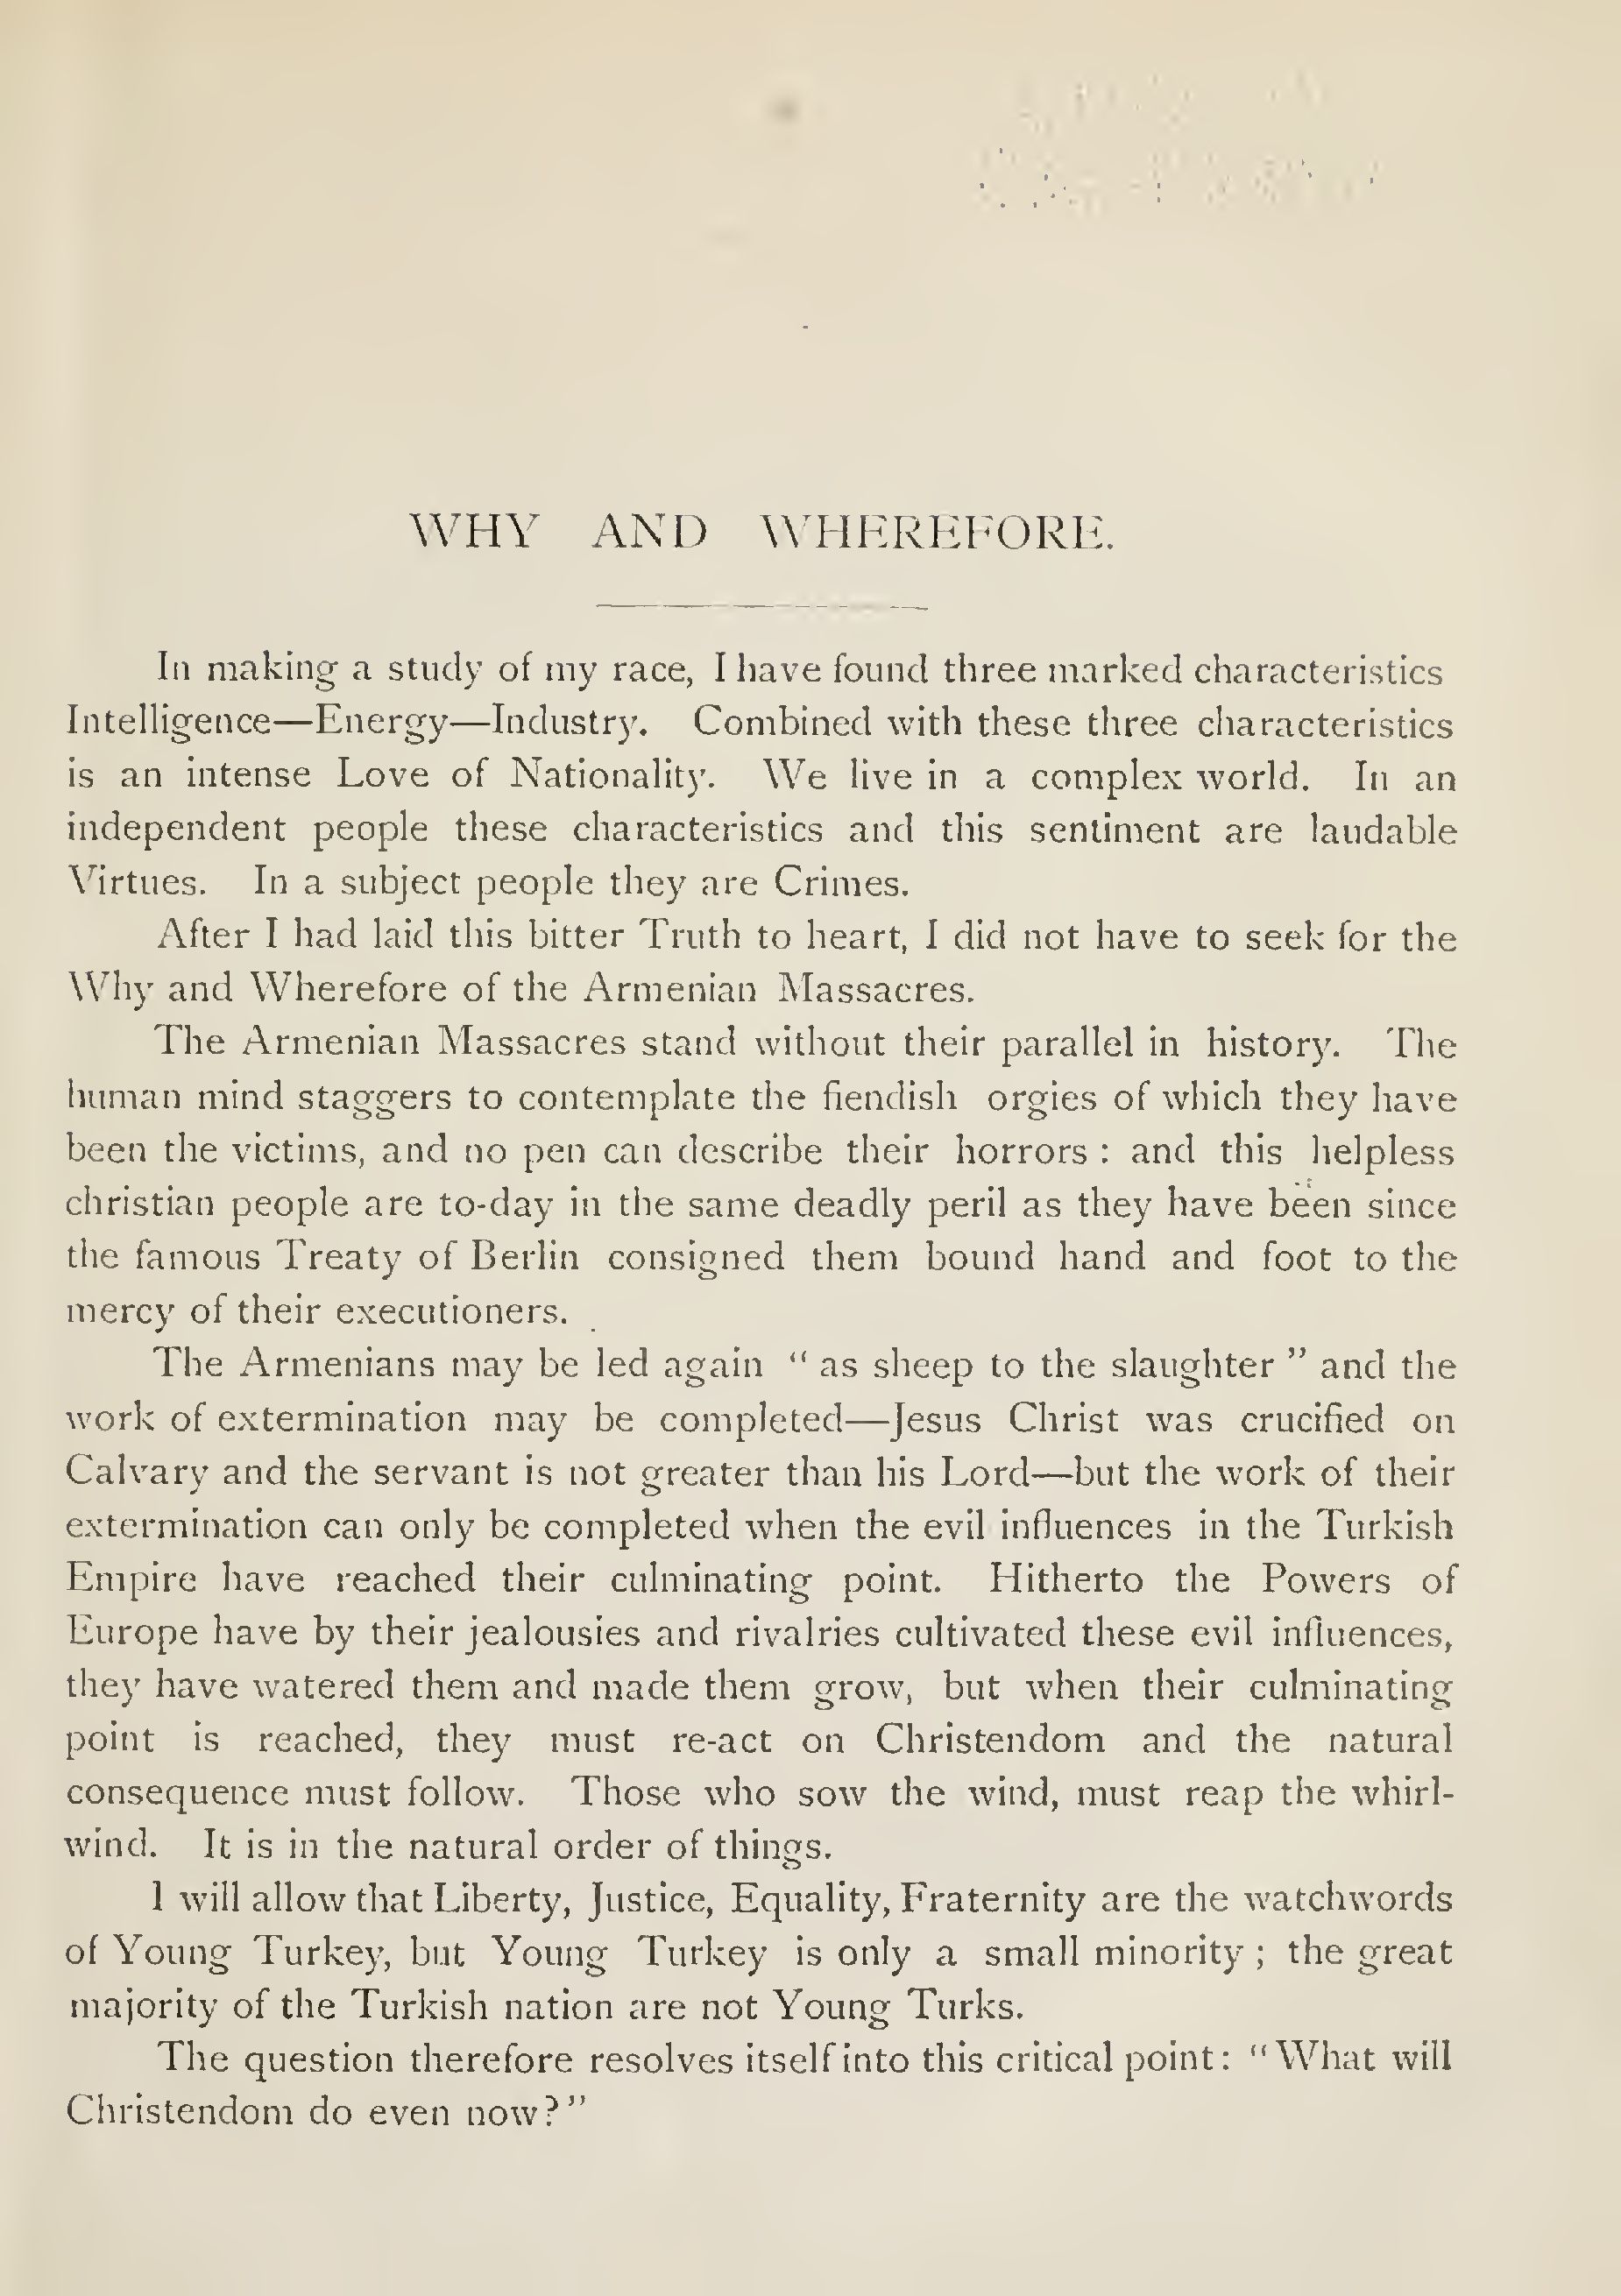 WHY AND WHEREFORE.
In making a study of my race, I have found three marked characteristics
Intelligence—Energy—Industry. Combined with these three characteristics
is an intense Love of Nationality. We live in a complex world. In an
independent people these characteristics and this sentiment are laudable
Virtues. In a subject people they are Crimes.
After I had laid this bitter Truth to heart, I did not have to seek for the
Why and Wherefore of the Armenian Massacres.
The Armenian Massacres stand without their parallel in history. The
human mind staggers to contemplate the fiendish orgies of which they have
been the victims, and no pen can describe their horrors : and this helpless
christian people are to-day in the same deadly peril as they have been since
the famous Treaty of Berlin consigned them bound hand and foot to the
mercy of their executioners.
The Armenians may be led again “ as sheep to the slaughter ” and the
work of extermination may be completed—Jesus Christ was crucified on
Calvary and the servant is not greater than his Lord—but the work of their
extermination can only be completed when the evil influences in the Turkish
Empire have reached their culminating point. Hitherto the Powers of
Europe have by their jealousies and rivalries cultivated these evil influences,
they have watered them and made them grow, but when their culminating
point is reached, they must re-act on Christendom and the natural
consequence must follow. Those who sow the wind, must reap the whirl-
wind. It is in the natural order of things.
I will allow that Liberty, Justice, Equality, Fraternity are the watchwords
of Young Turkey, but Young Turkey is only a small minority ; the great
majority of the Turkish nation are not Young Turks.
The question therefore resolves itself into this critical point: “What will
Christendom do even now?”